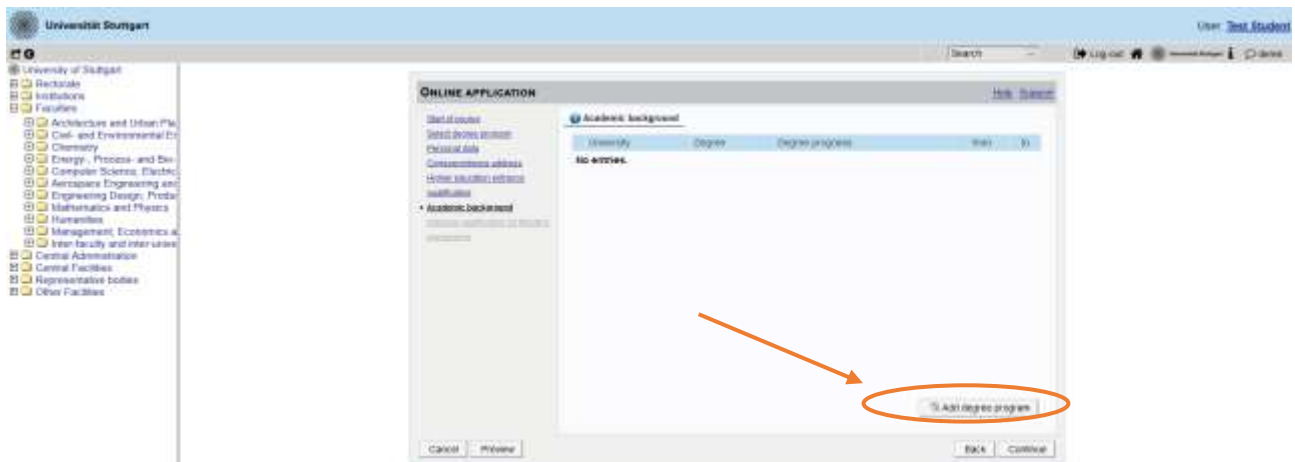 Universität Stuttgart
User: Test Student
Search
Log out
University of Stuttgart
Rectorate
Institutions
Faculties
Architecture and Urban Pla
Civil- and Environmental En
Chemistry
Energy-, Process- and Bio-
Computer Science, Electric
Aerospace Engineering and
Engineering Design, Produ
Mathematics and Physics
Humanities
Management, Economics a
Inter-faculty and inter-unive
Central Administration
Central Facilities
Representative bodies
Other Facilities
ONLINE APPLICATION
Help Support
Start of course
Select degree program
Personal data
Correspondence address
Higher education entrance
qualification
Academic background
Academic background
University Degree Degree programs from to
No entries.
Add degree program
Cancel Preview Back Continue